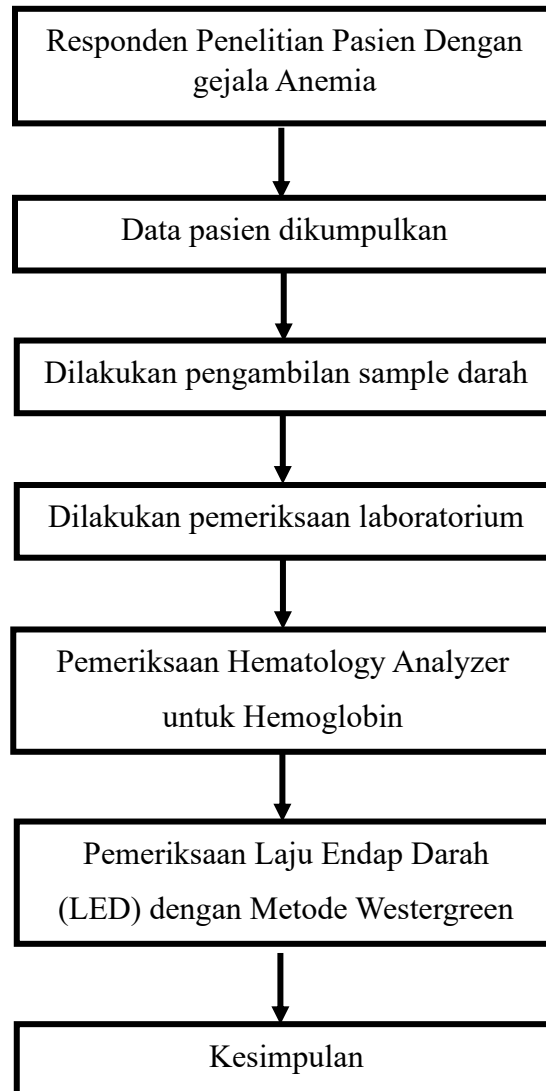 Responden Penelitian Pasien Dengan
gejala Anemia
Data pasien dikumpulkan
Dilakukan pengambilan sample darah
Dilakukan pemeriksaan laboratorium
Pemeriksaan Hematology Analyzer
untuk Hemoglobin
Pemeriksaan Laju Endap Darah
(LED) dengan Metode Westergreen
Kesimpulan